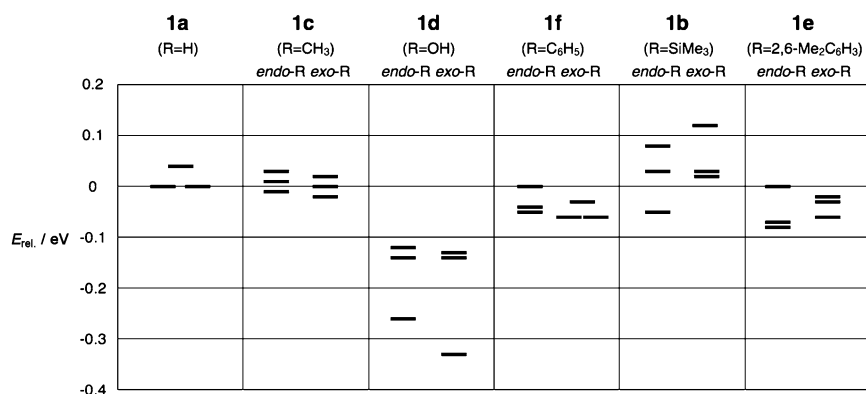 1a 1c 1d 1f 1b 1e
(R=H) (R=CH₃) (R=OH) (R=C₆H₅) (R=SiMe₃) (R=2,6-Me₂C₆H₃)
endo-R exo-R endo-R exo-R endo-R exo-R endo-R exo-R endo-R exo-R
0.2
0.1
0
-0.1
E rel. / eV
-0.2
-0.3
-0.4